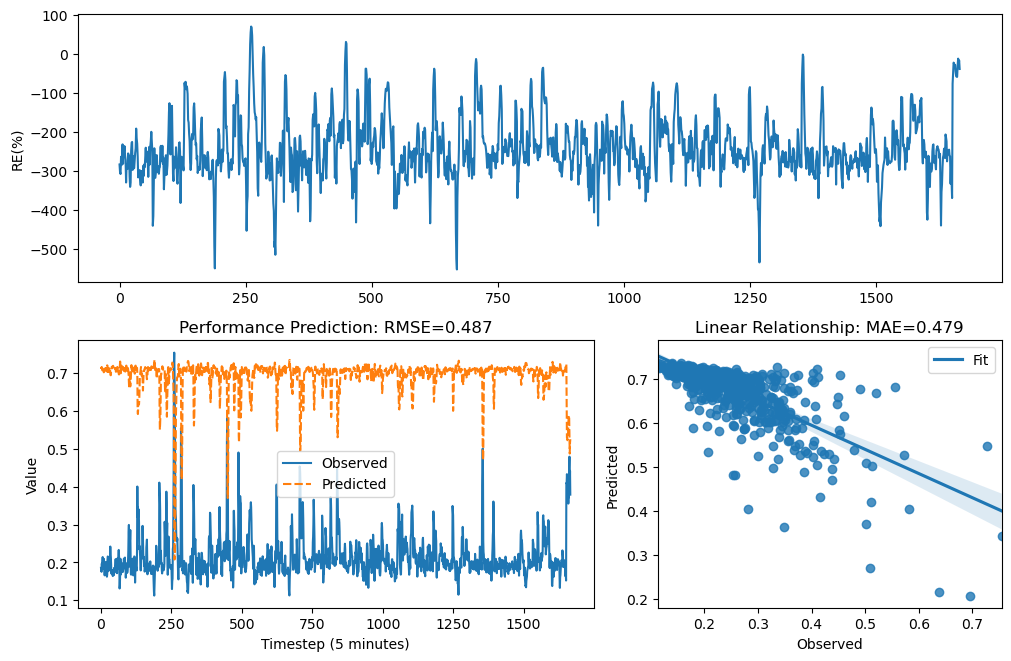 RE(%)
100
0
−100
−200
−300
−400
−500
0 250 500 750 1000 1250 1500
Performance Prediction: RMSE=0.487
Value
0.7
0.6
0.5
0.4
0.3
0.2
0.1
Observed
Predicted
0 250 500 750 1000 1250 1500
Timestep (5 minutes)
Linear Relationship: MAE=0.479
Predicted
0.7
0.6
0.5
0.4
0.3
0.2
Fit
0.2 0.3 0.4 0.5 0.6 0.7
Observed